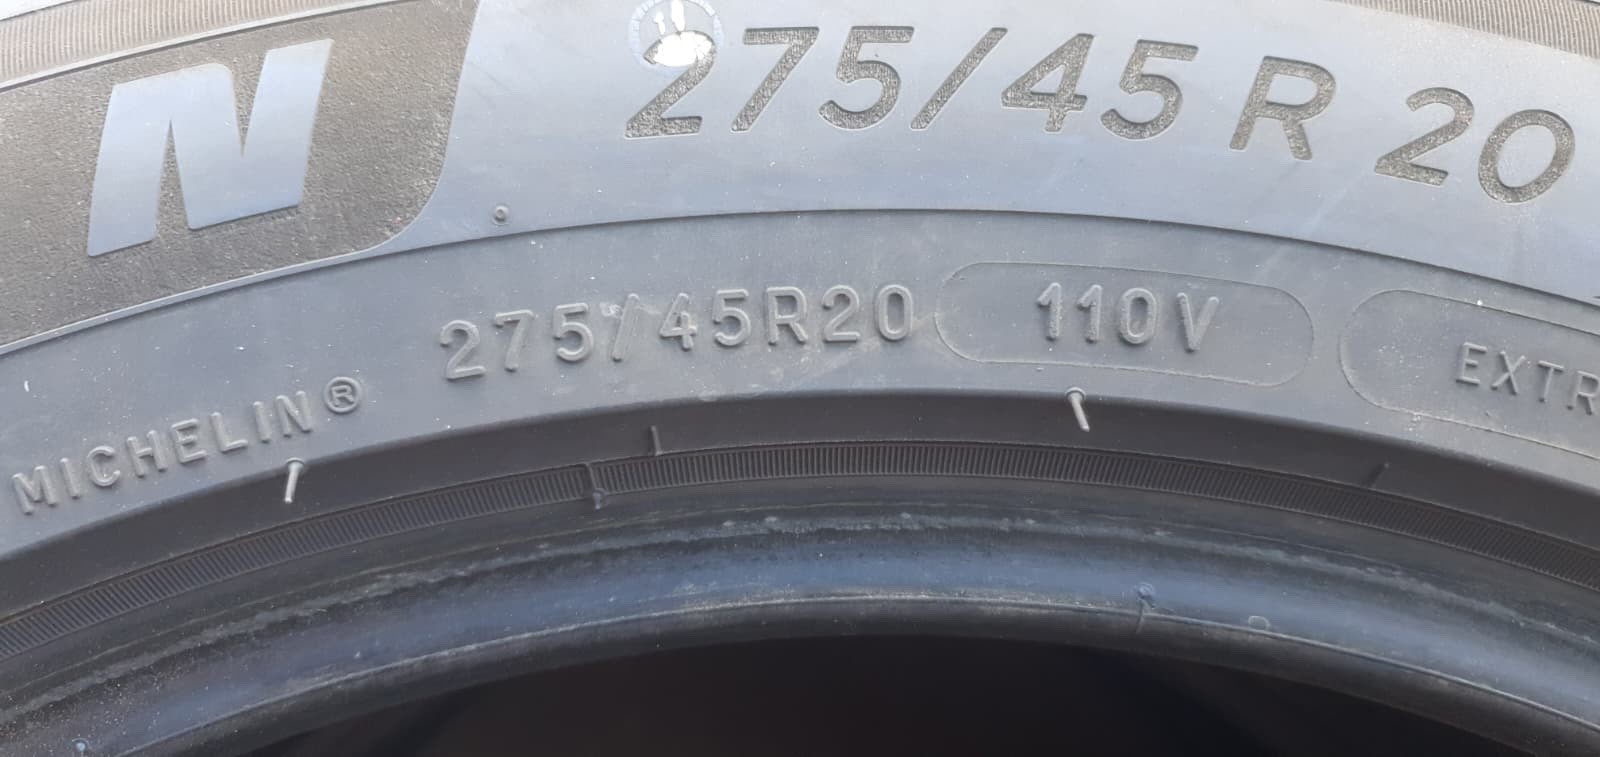 N 275/45 R 20
MICHELIN® 275/45R20 110V EXTR